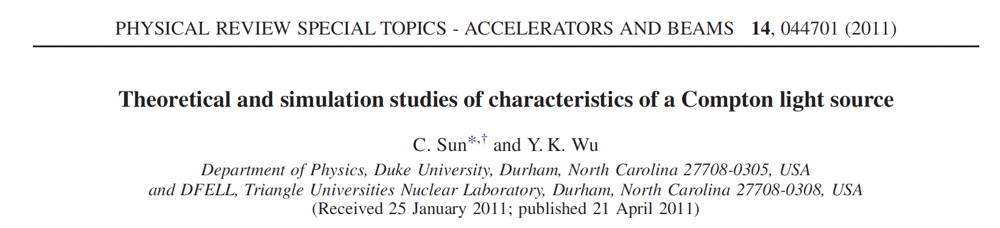 PHYSICAL REVIEW SPECIAL TOPICS - ACCELERATORS AND BEAMS 14, 044701 (2011)
Theoretical and simulation studies of characteristics of a Compton light source
C. Sun*,† and Y. K. Wu
Department of Physics, Duke University, Durham, North Carolina 27708-0305, USA
and DFELL, Triangle Universities Nuclear Laboratory, Durham, North Carolina 27708-0308, USA
(Received 25 January 2011; published 21 April 2011)